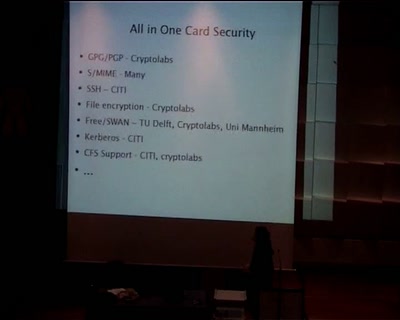 All in One Card Security
• GPG/PGP - Cryptolabs
• S/MIME - Many
• SSH – CITI
• File encryption - Cryptolabs
• Free/SWAN – TU Delft, Cryptolabs, Uni Mannheim
• Kerberos - CITI
• CFS Support - CITI, cryptolabs
• ...